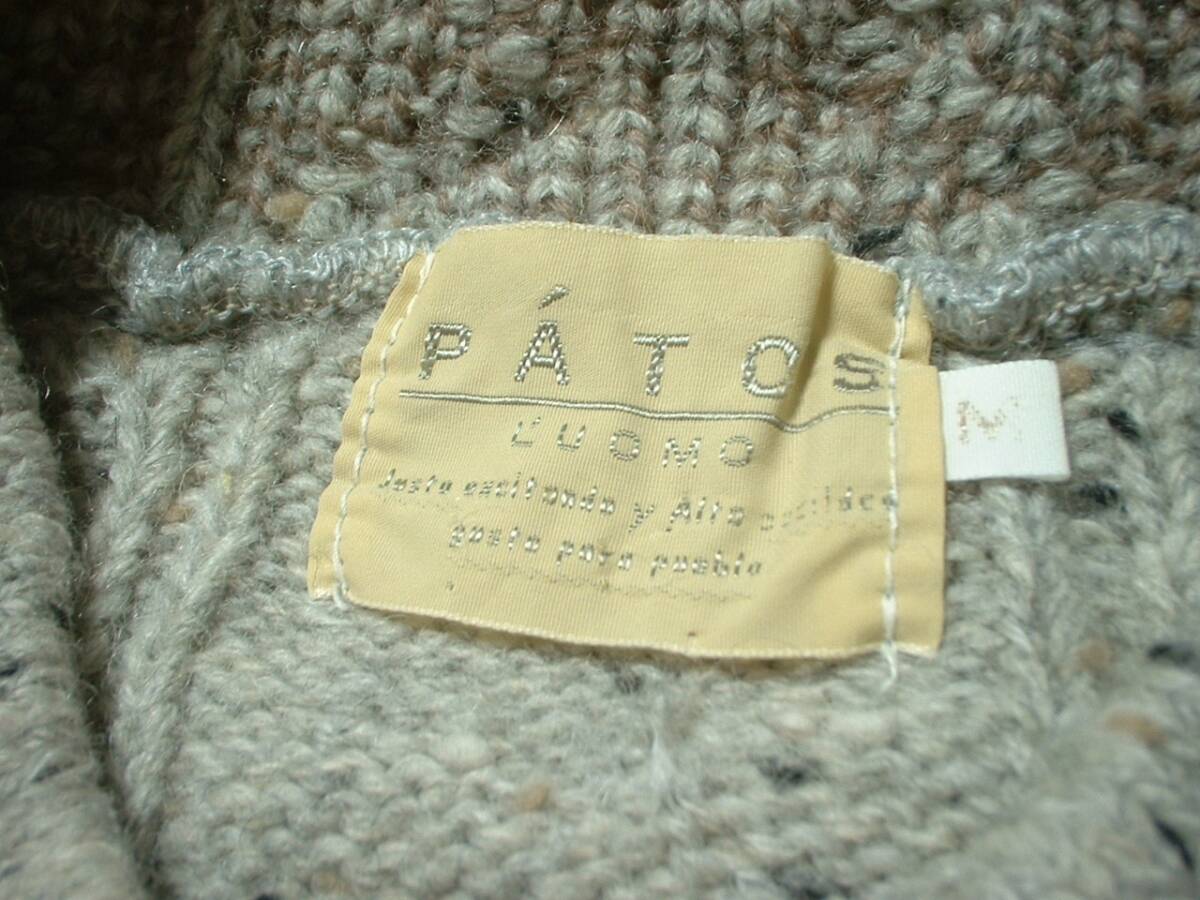 PÁTOS
L'UOMO
Justo excitando y Alto
gusto para pueblo
M